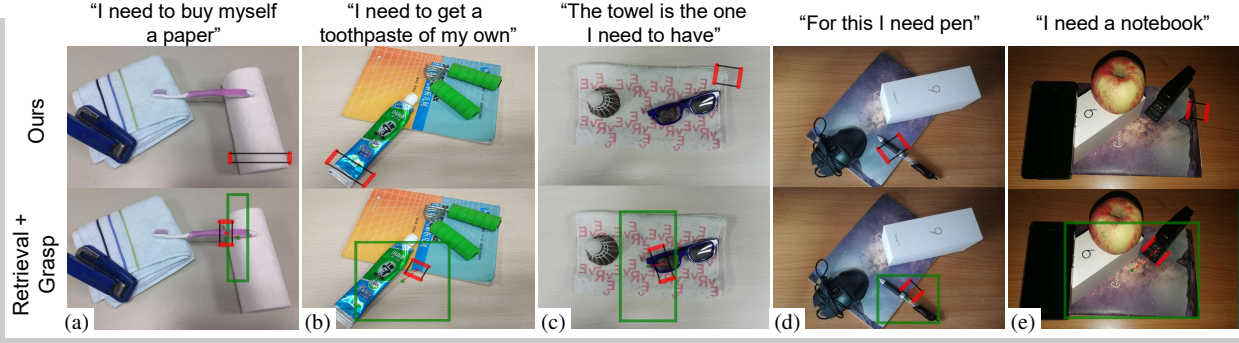 “I need to buy myself
a paper”
“I need to get a
toothpaste of my own”
“The towel is the one
I need to have”
“For this I need pen”
“I need a notebook”
Ours
Retrieval +
Grasp
(a)
(b)
(c)
(d)
(e)